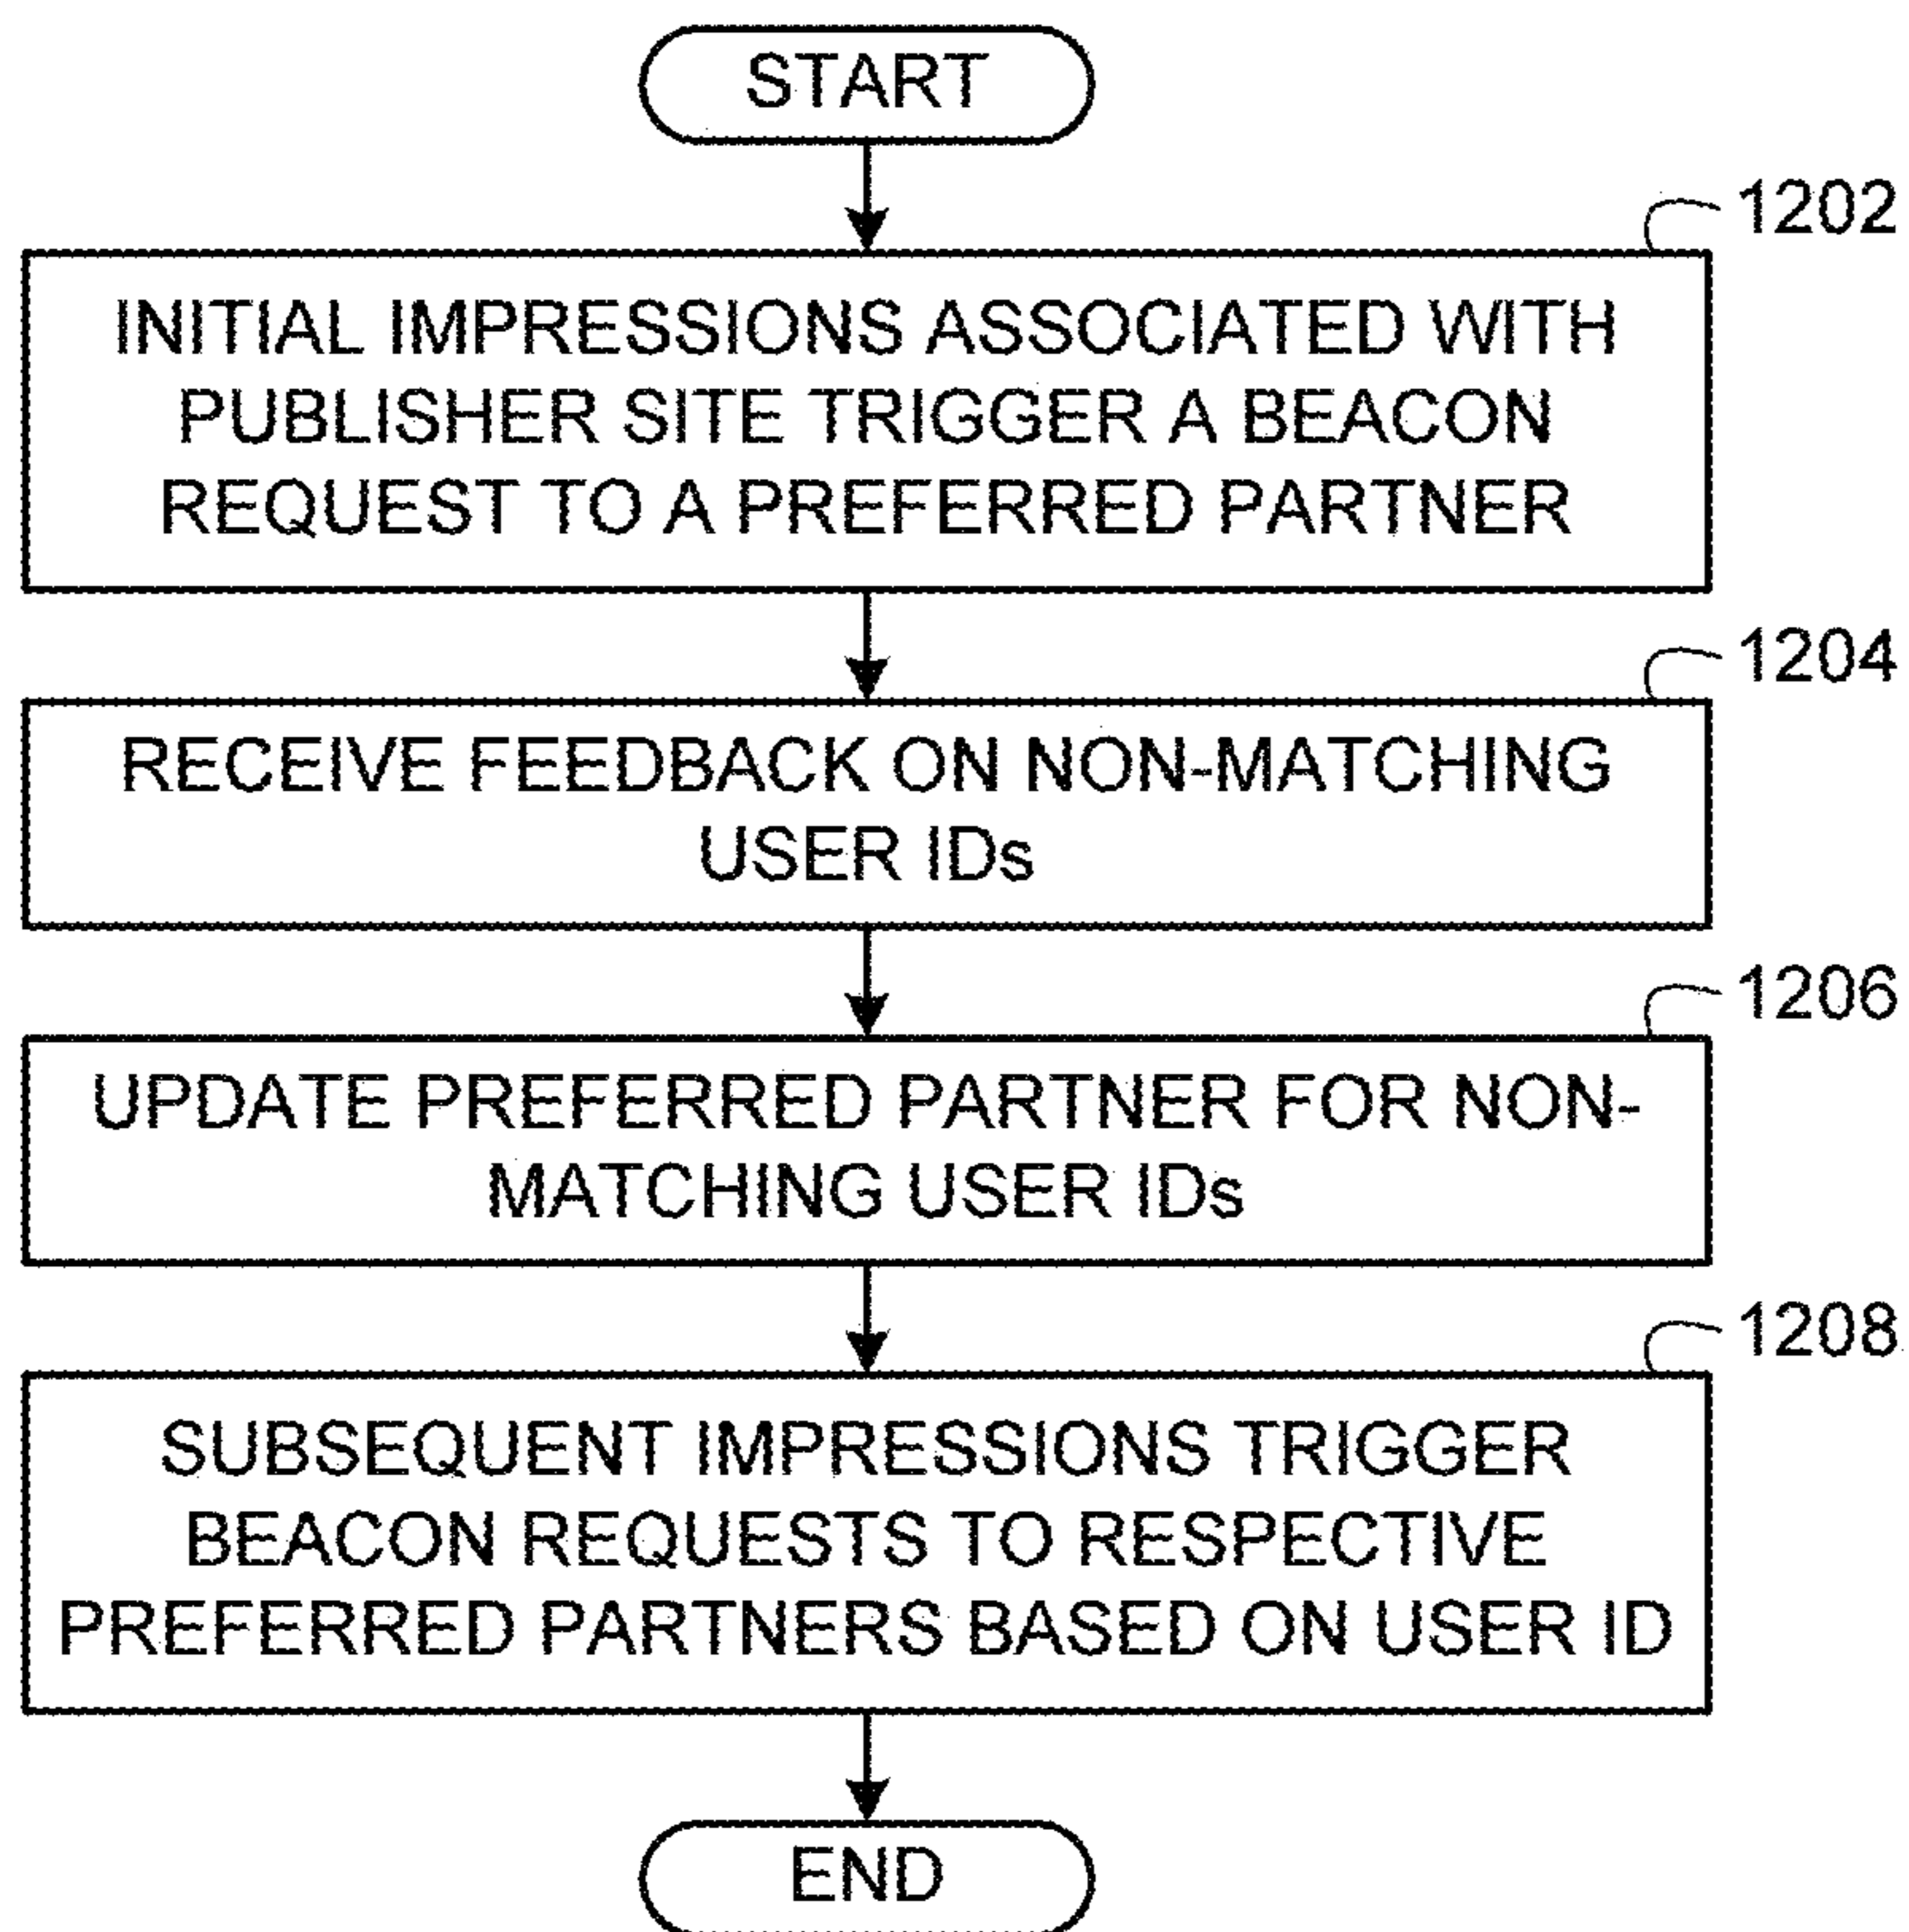 START
1202
INITIAL IMPRESSIONS ASSOCIATED WITH
PUBLISHER SITE TRIGGER A BEACON
REQUEST TO A PREFERRED PARTNER
1204
RECEIVE FEEDBACK ON NON-MATCHING
USER IDs
1206
UPDATE PREFERRED PARTNER FOR NON-
MATCHING USER IDs
1208
SUBSEQUENT IMPRESSIONS TRIGGER
BEACON REQUESTS TO RESPECTIVE
PREFERRED PARTNERS BASED ON USER ID
END